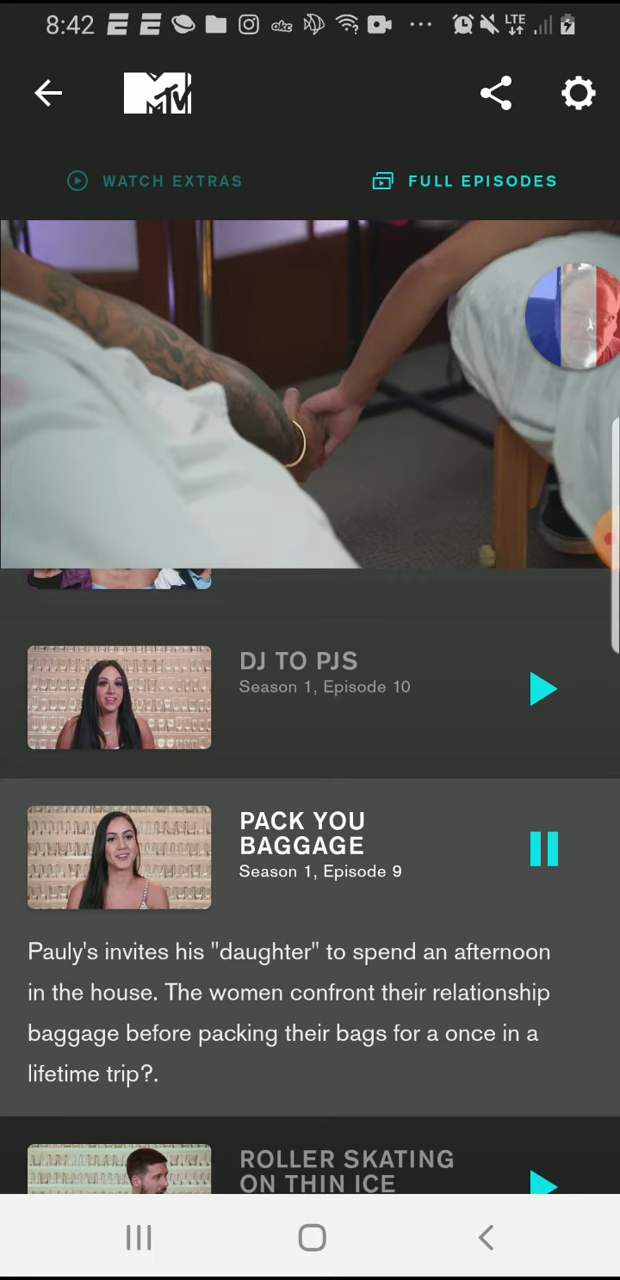 8:42
LTE
MTV
WATCH EXTRAS
FULL EPISODES
DJ TO PJS
Season 1, Episode 10
PACK YOU
BAGGAGE
Season 1, Episode 9
Pauly's invites his "daughter" to spend an afternoon
in the house. The women confront their relationship
baggage before packing their bags for a once in a
lifetime trip?.
ROLLER SKATING
ON THIN ICE